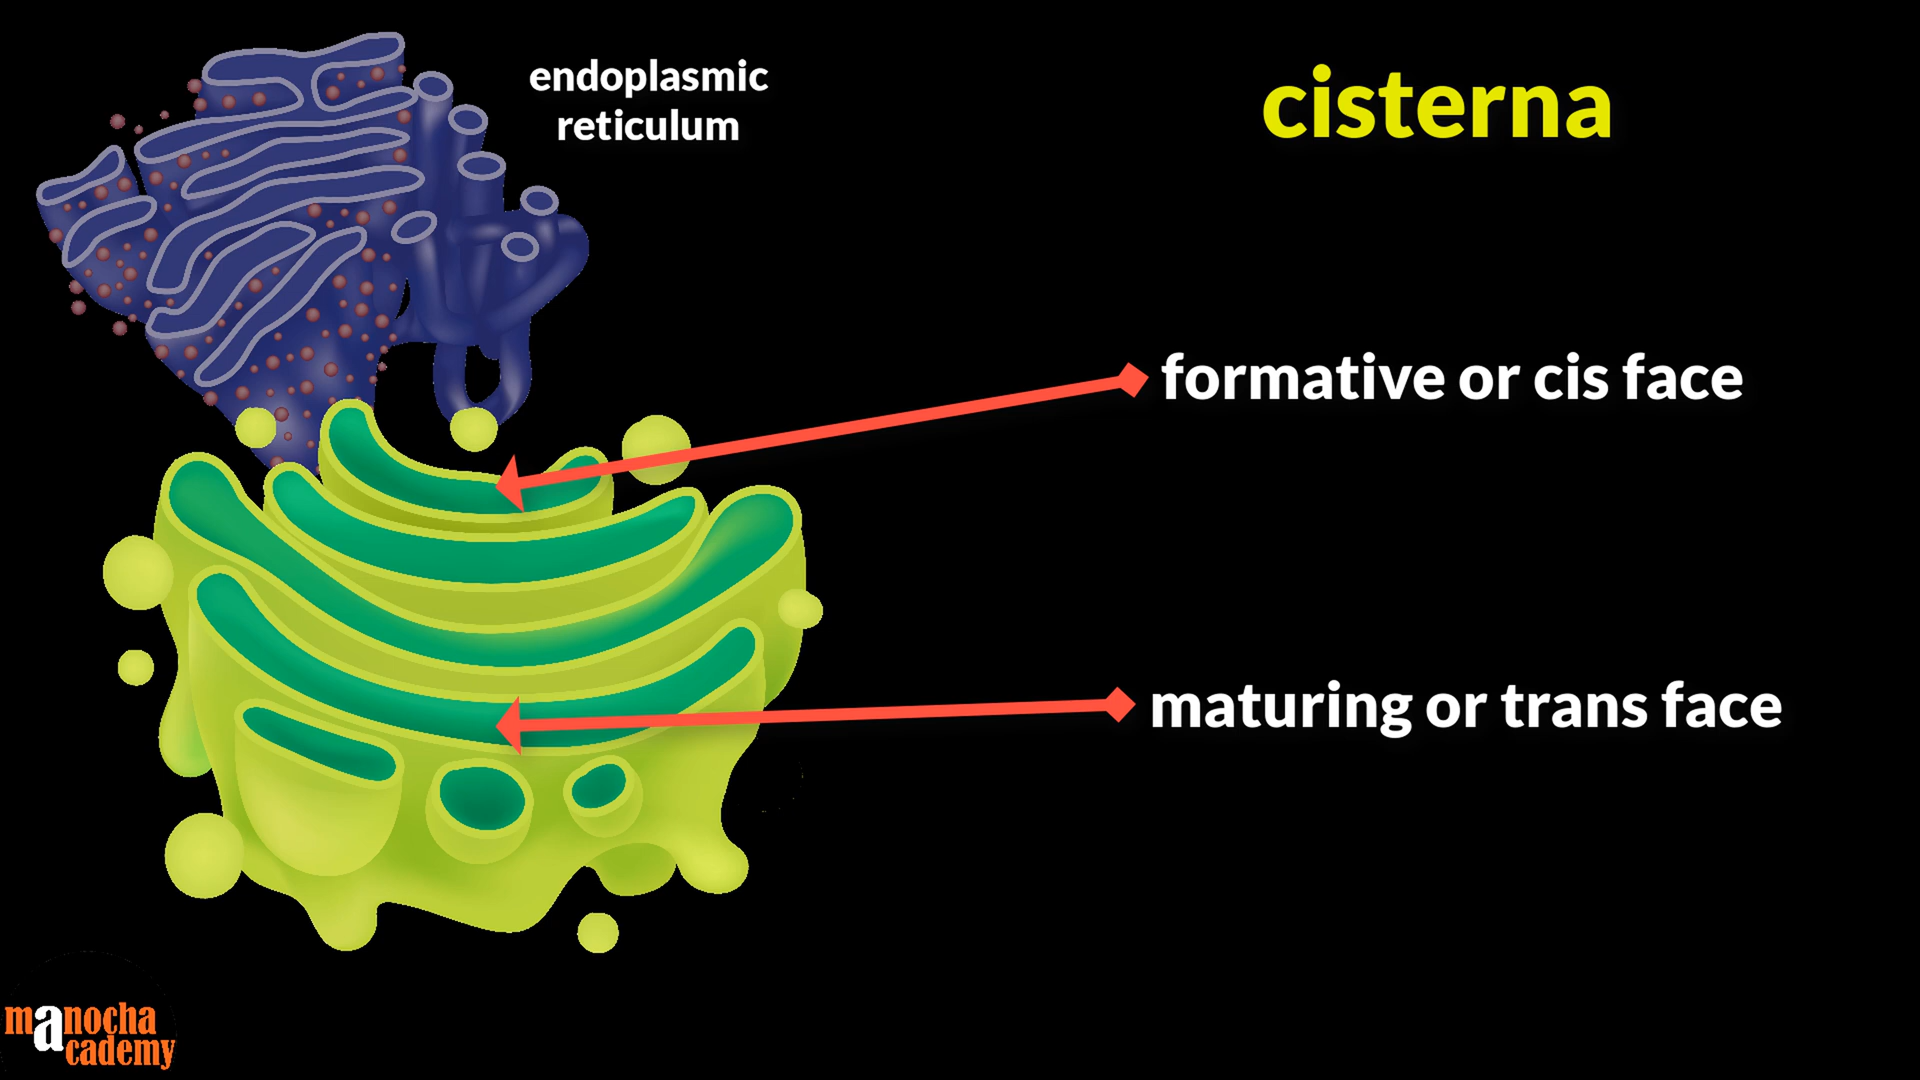 endoplasmic
reticulum
cisterna
formative or cis face
maturing or trans face
manocha
academy